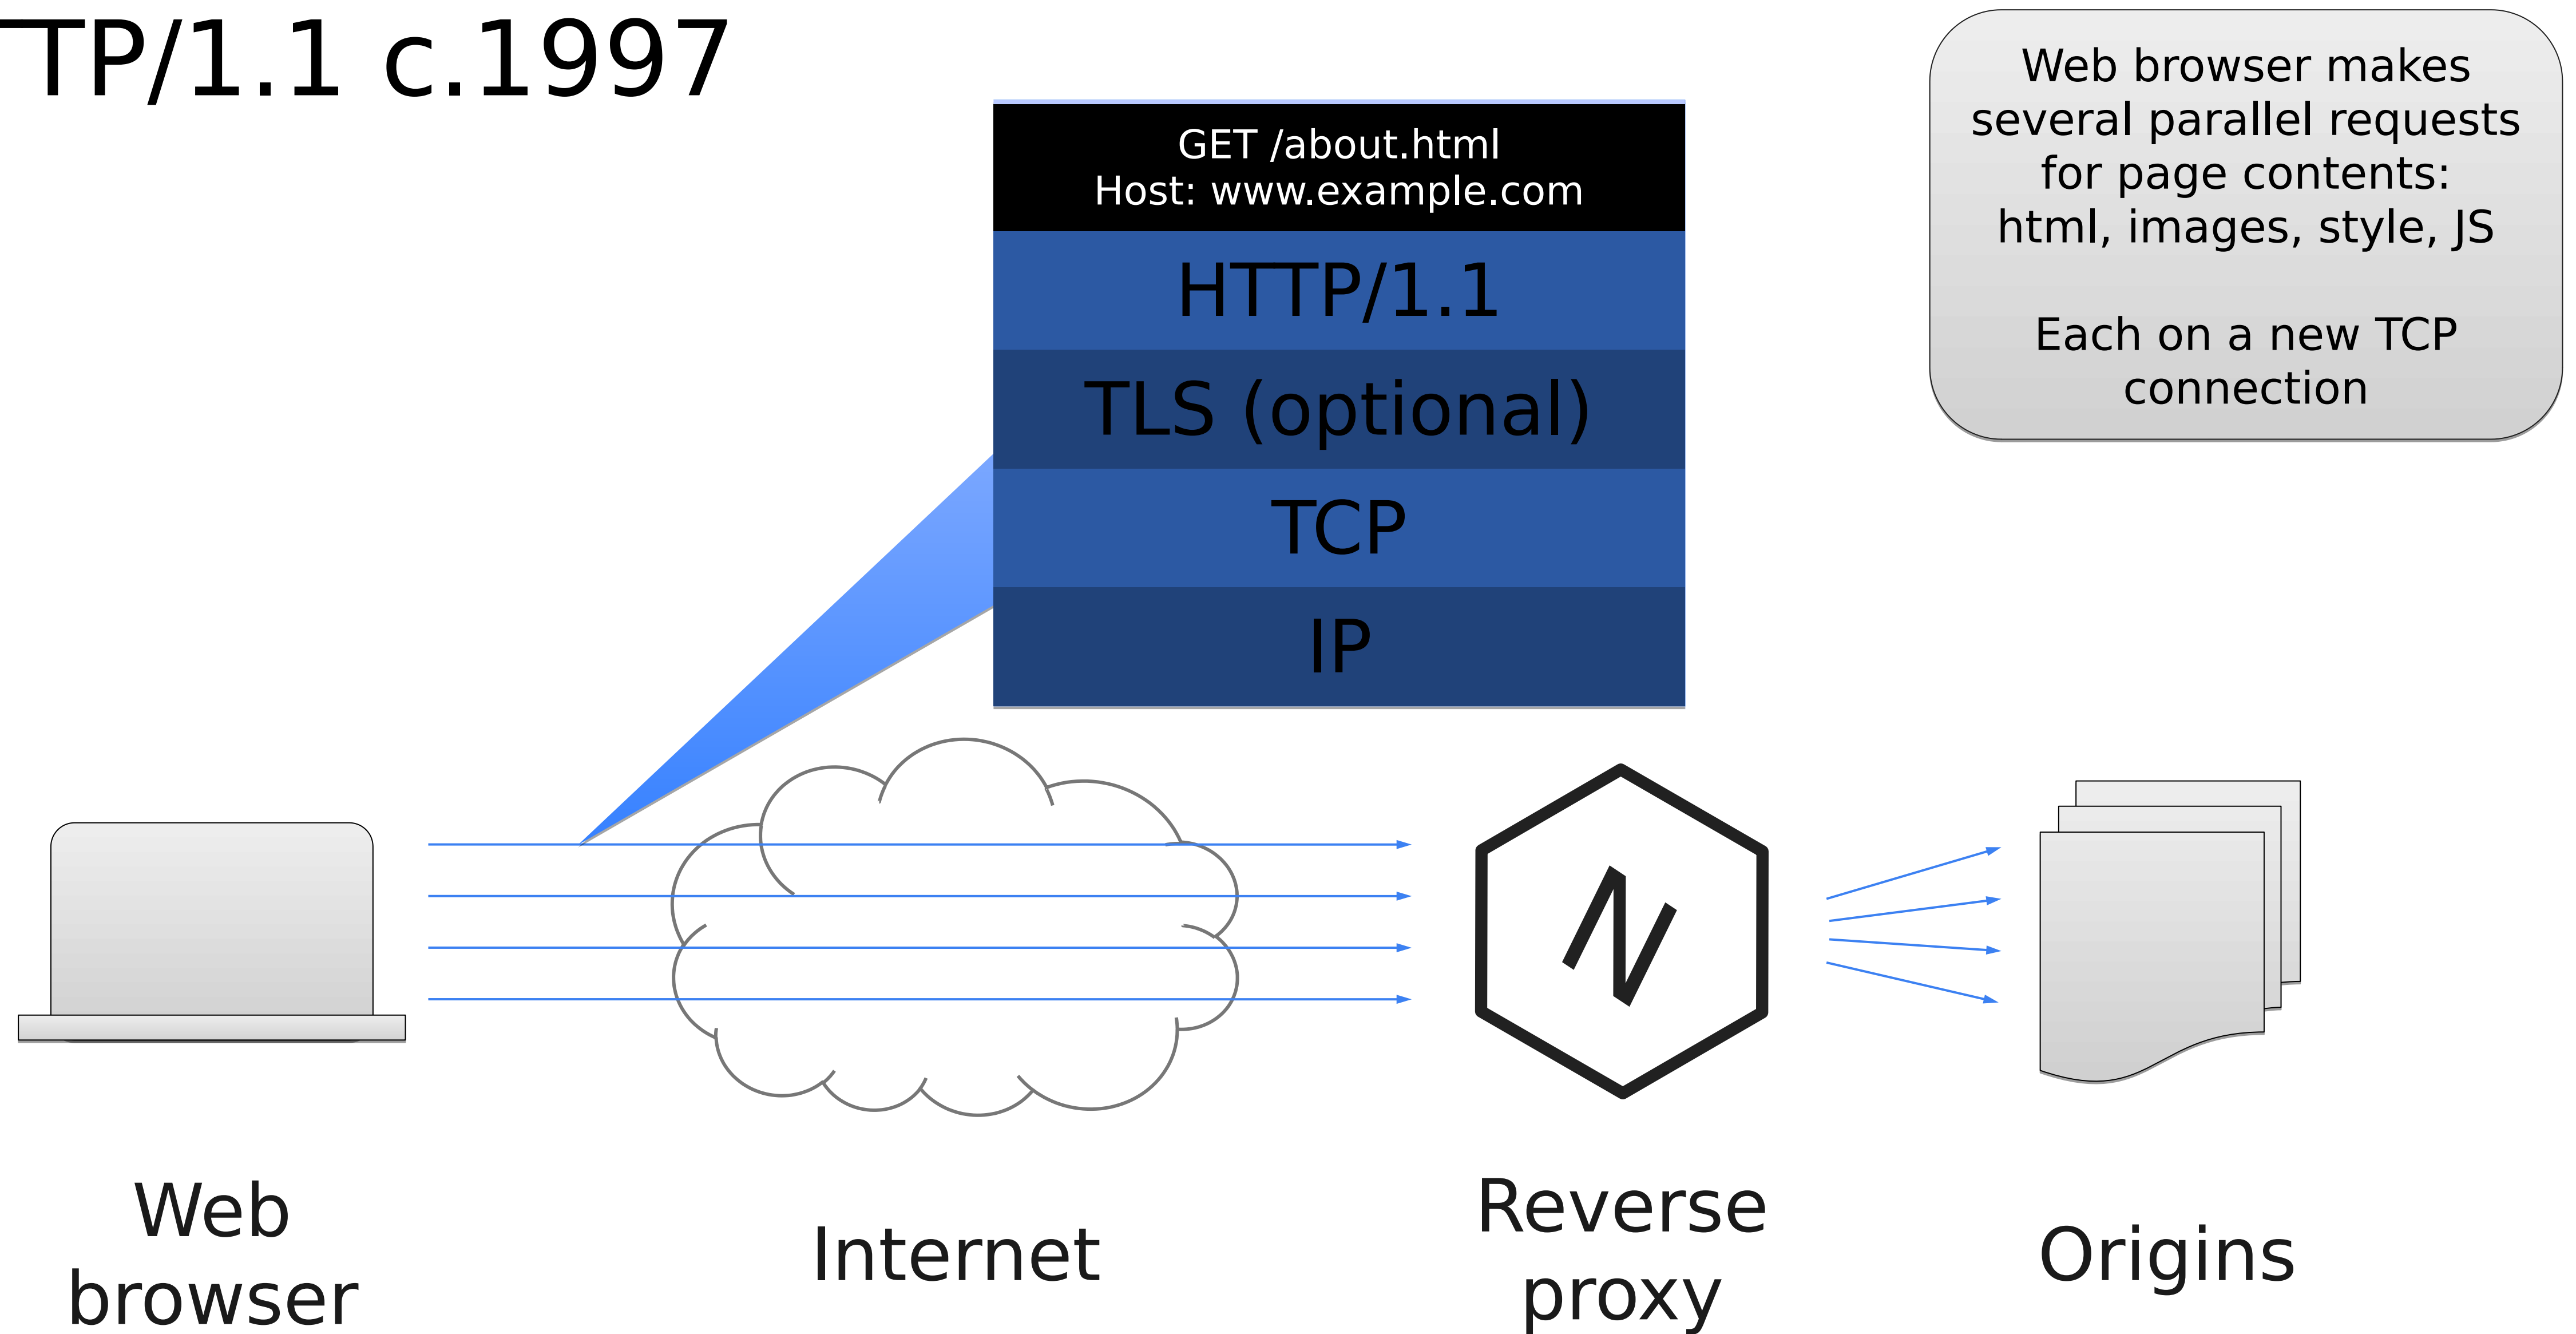 TTP/1.1 c.1997
GET /about.html
Host: www.example.com
HTTP/1.1
TLS (optional)
TCP
IP
Web browser makes
several parallel requests
for page contents:
html, images, style, JS
Each on a new TCP
connection
N
Web
browser
Internet
Reverse
proxy
Origins